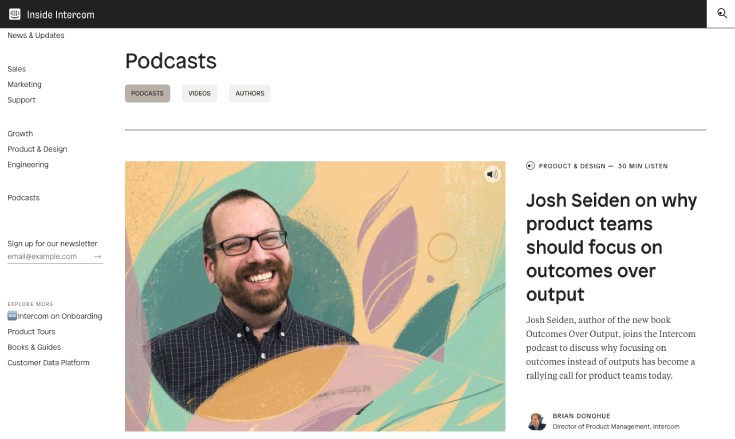 Inside Intercom
News & Updates
Sales
Marketing
Support
Growth
Product & Design
Engineering
Podcasts
Sign up for our newsletter
email@example.com →
EXPLORE MORE
Intercom on Onboarding
Product Tours
Books & Guides
Customer Data Platform
Podcasts
PODCASTS VIDEOS AUTHORS
PRODUCT & DESIGN — 30 MIN LISTEN
Josh Seiden on why
product teams
should focus on
outcomes over
output
Josh Seiden, author of the new book
Outcomes Over Output, joins the Intercom
podcast to discuss why focusing on
outcomes instead of outputs has become a
rallying call for product teams today.
BRIAN DONOHUE
Director of Product Management, Intercom